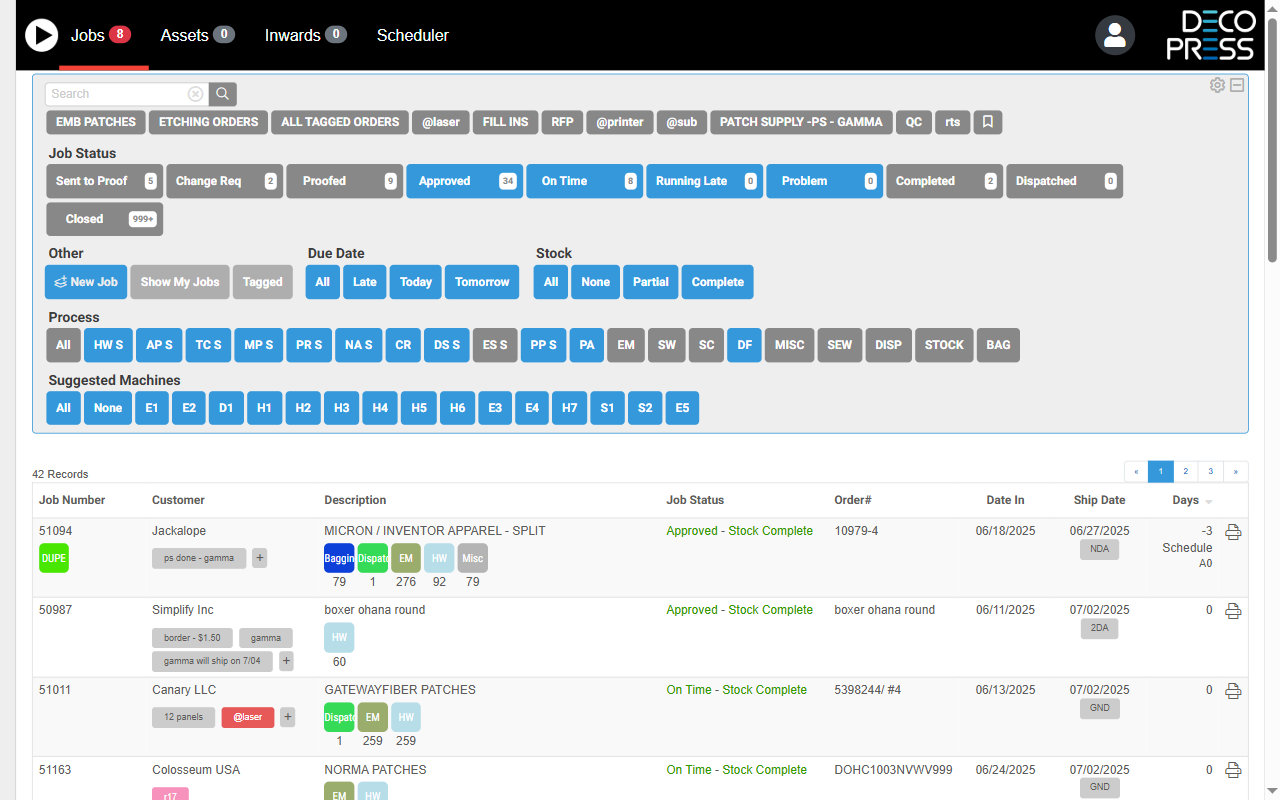 Jobs 8 Assets 0 Inwards 0 Scheduler
DECO
PRESS
Search
EMB PATCHES ETCHING ORDERS ALL TAGGED ORDERS @laser FILL INS RFP @printer @sub PATCH SUPPLY -PS - GAMMA QC rts
Job Status
Sent to Proof 5 Change Req 2 Proofed 9 Approved 34 On Time 8 Running Late 0 Problem 0 Completed 2 Dispatched 0
Closed 999+
Other Due Date Stock
New Job Show My Jobs Tagged All Late Today Tomorrow All None Partial Complete
Process
All HW S AP S TC S MP S PR S NA S CR DS S ES S PP S PA EM SW SC DF MISC SEW DISP STOCK BAG
Suggested Machines
All None E1 E2 D1 H1 H2 H3 H4 H5 H6 E3 E4 H7 S1 S2 E5
42 Records « 1 2 3 »
Job Number Customer Description Job Status Order# Date In Ship Date Days
51094 Jackalope MICRON / INVENTOR APPAREL - SPLIT Approved - Stock Complete 10979-4 06/18/2025 06/27/2025 -3
DUPE ps done - gamma + Baggin Dispatc EM HW Misc NDA Schedule
79 1 276 92 79 A0
50987 Simplify Inc boxer ohana round Approved - Stock Complete boxer ohana round 06/11/2025 07/02/2025 0
border - $1.50 gamma HW 2DA
gamma will ship on 7/04 + 60
51011 Canary LLC GATEWAYFIBER PATCHES On Time - Stock Complete 5398244/ #4 06/13/2025 07/02/2025 0
12 panels @laser + Dispatc EM HW GND
1 259 259
51163 Colosseum USA NORMA PATCHES On Time - Stock Complete DOHC1003NVWV999 06/24/2025 07/02/2025 0
r17 EM HW GND